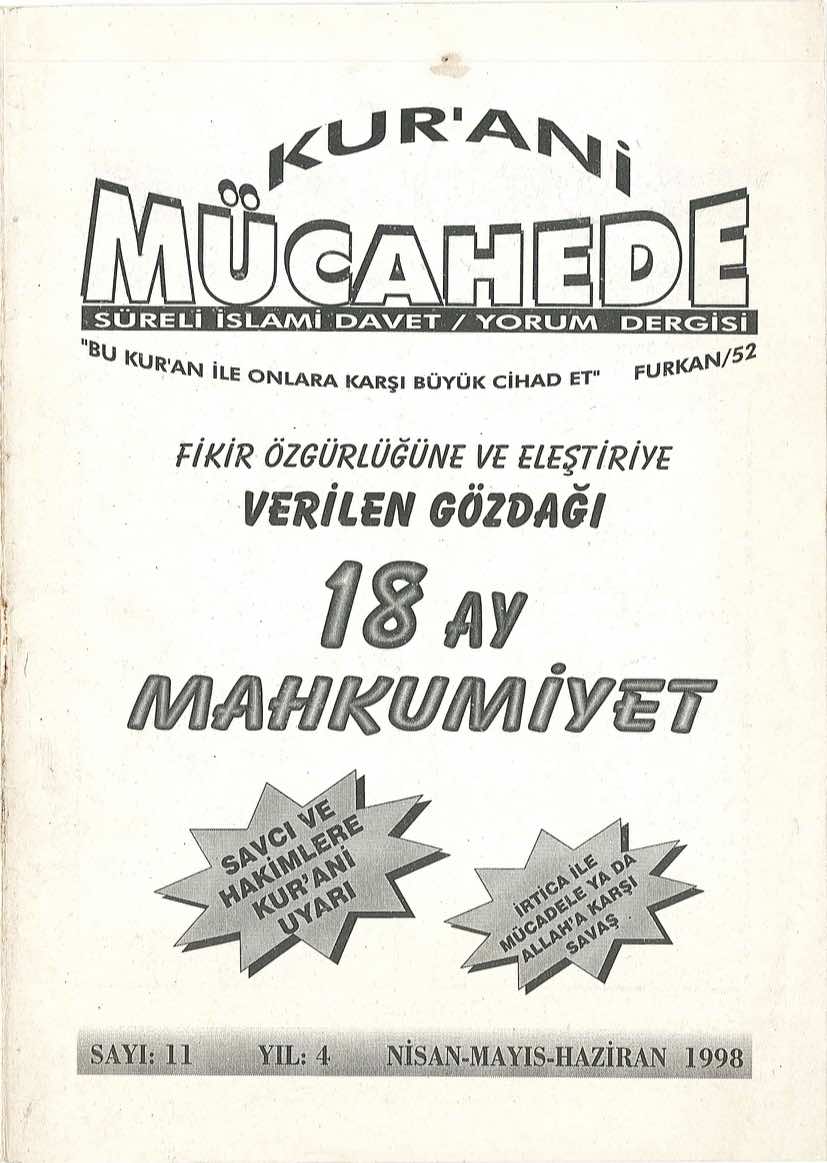 KUR'ANİ
MÜCAHEDE
SÜRELİ İSLAMİ DAVET / YORUM DERGİSİ
"BU KUR'AN İLE ONLARA KARŞI BÜYÜK CİHAD ET" FURKAN/52
FİKİR ÖZGÜRLÜĞÜNE VE ELEŞTİRİYE
VERİLEN GÖZDAĞI
18 AY
MAHKUMİYET
SAVCI VE
HAKİMLERE
KUR'ANİ
UYARI
İRTİCA İLE
MÜCADELE YA DA
ALLAH'A KARŞI
SAVAŞ
SAYI: 11 YIL: 4 NİSAN-MAYIS-HAZİRAN 1998